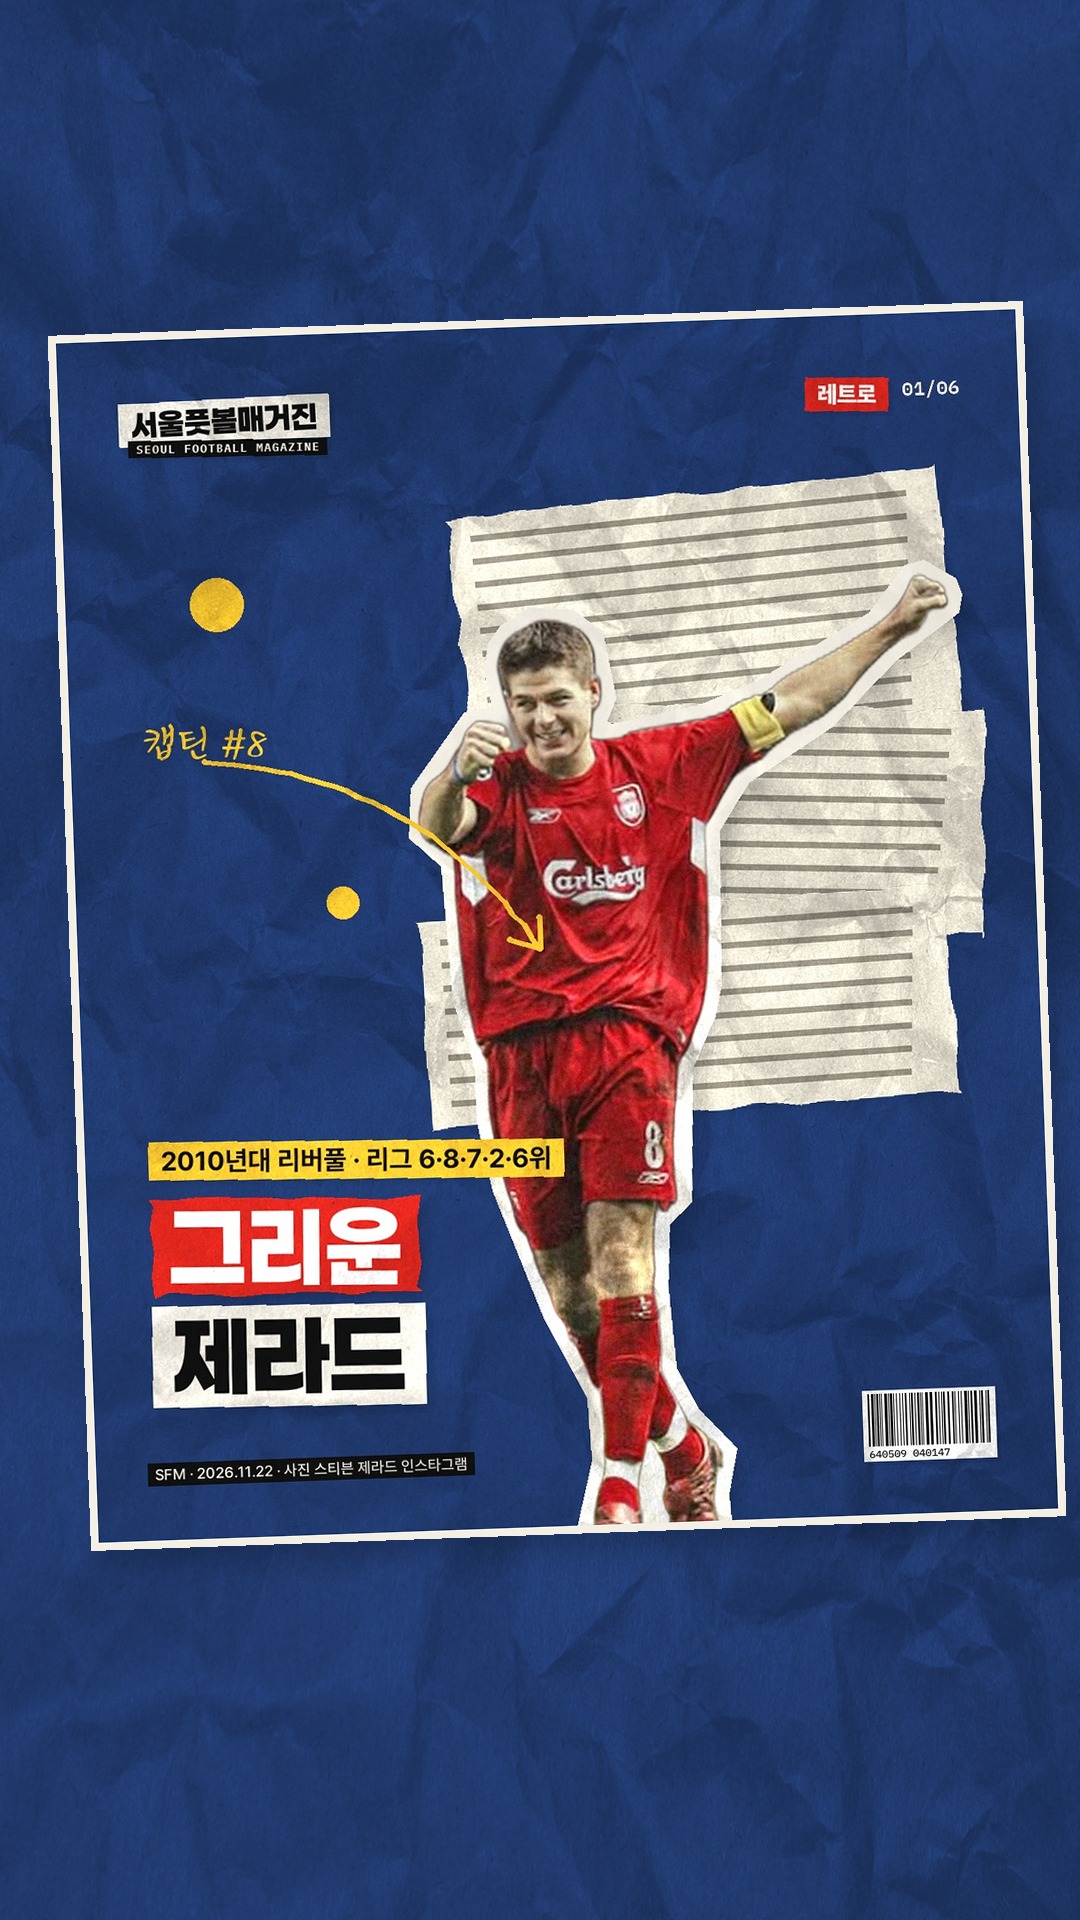 서울풋볼매거진
SEOUL FOOTBALL MAGAZINE
레트로 01/06
캡틴 #8
Carlsberg
8
2010년대 리버풀 · 리그 6·8·7·2·6위
그리운
제라드
SFM · 2026.11.22 · 사진 스티븐 제라드 인스타그램
640509 040147